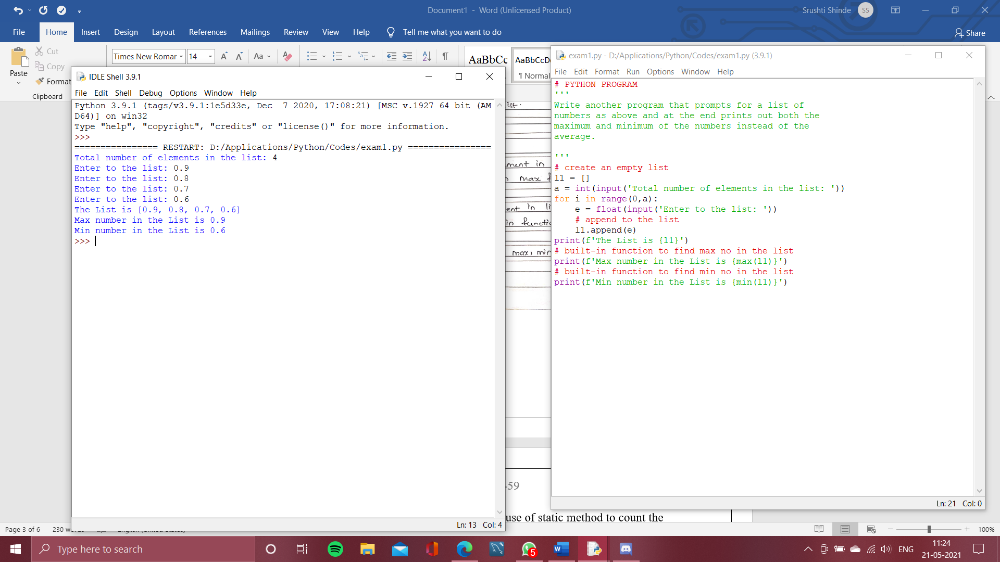 Document1 - Word (Unlicensed Product)
Srushti Shinde
SS
File Home Insert Design Layout References Mailings Review View Help Tell me what you want to do
Share
Cut
Copy
Paste
Format
Clipboard
Times New Roman 14
Aa
AaBbCc AaBbCcD
¶ Normal
IDLE Shell 3.9.1
File Edit Shell Debug Options Window Help
Python 3.9.1 (tags/v3.9.1:1e5d33e, Dec  7 2020, 17:08:21) [MSC v.1927 64 bit (AM
D64)] on win32
Type "help", "copyright", "credits" or "license()" for more information.
>>>
================ RESTART: D:/Applications/Python/Codes/exam1.py ================
Total number of elements in the list: 4
Enter to the list: 0.9
Enter to the list: 0.8
Enter to the list: 0.7
Enter to the list: 0.6
The List is [0.9, 0.8, 0.7, 0.6]
Max number in the List is 0.9
Min number in the List is 0.6
>>>
Ln: 13 Col: 4
ist.
ment in
max
ent in
in functio
max, min
-59
use of static method to count the
exam1.py - D:/Applications/Python/Codes/exam1.py (3.9.1)
File Edit Format Run Options Window Help
# PYTHON PROGRAM
'''
Write another program that prompts for a list of
numbers as above and at the end prints out both the
maximum and minimum of the numbers instead of the
average.
'''
# create an empty list
l1 = []
a = int(input('Total number of elements in the list: '))
for i in range(0,a):
    e = float(input('Enter to the list: '))
    # append to the list
    l1.append(e)
print(f'The List is {l1}')
# built-in function to find max no in the list
print(f'Max number in the List is {max(l1)}')
# built-in function to find min no in the list
print(f'Min number in the List is {min(l1)}')
Ln: 21 Col: 0
Page 3 of 6 230 words
100%
Type here to search
5
ENG
11:24
21-05-2021